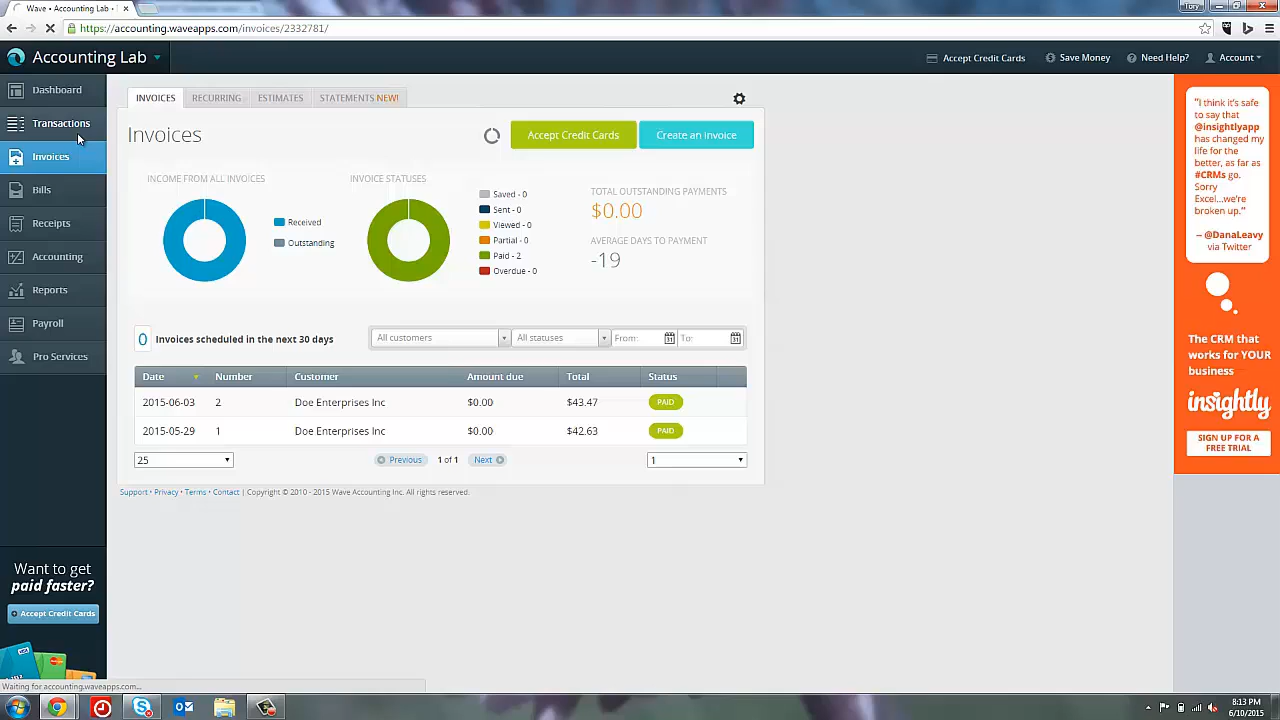 Wave • Accounting Lab •
Tory
https://accounting.waveapps.com/invoices/2332781/
Accounting Lab
Accept Credit Cards
Save Money
Need Help?
Account
Dashboard
Transactions
Invoices
Bills
Receipts
Accounting
Reports
Payroll
Pro Services
Want to get
paid faster?
Accept Credit Cards
INVOICES
RECURRING
ESTIMATES
STATEMENTS NEW!
Invoices
Accept Credit Cards
Create an invoice
INCOME FROM ALL INVOICES
Received
Outstanding
INVOICE STATUSES
Saved - 0
Sent - 0
Viewed - 0
Partial - 0
Paid - 2
Overdue - 0
TOTAL OUTSTANDING PAYMENTS
$0.00
AVERAGE DAYS TO PAYMENT
-19
0 Invoices scheduled in the next 30 days
All customers
All statuses
From:
To:
Date Number Customer Amount due Total Status
2015-06-03 2 Doe Enterprises Inc $0.00 $43.47 PAID
2015-05-29 1 Doe Enterprises Inc $0.00 $42.63 PAID
25
Previous 1 of 1 Next
1
Support • Privacy • Terms • Contact | Copyright © 2010 - 2015 Wave Accounting Inc. All rights reserved.
"I think it's safe
to say that
@insightlyapp
has changed my
life for the
better, as far as
#CRMs go.
Sorry
Excel...we're
broken up."
-- @DanaLeavy
via Twitter
The CRM that
works for YOUR
business
insightly
SIGN UP FOR A
FREE TRIAL
Waiting for accounting.waveapps.com...
8:13 PM
6/10/2015